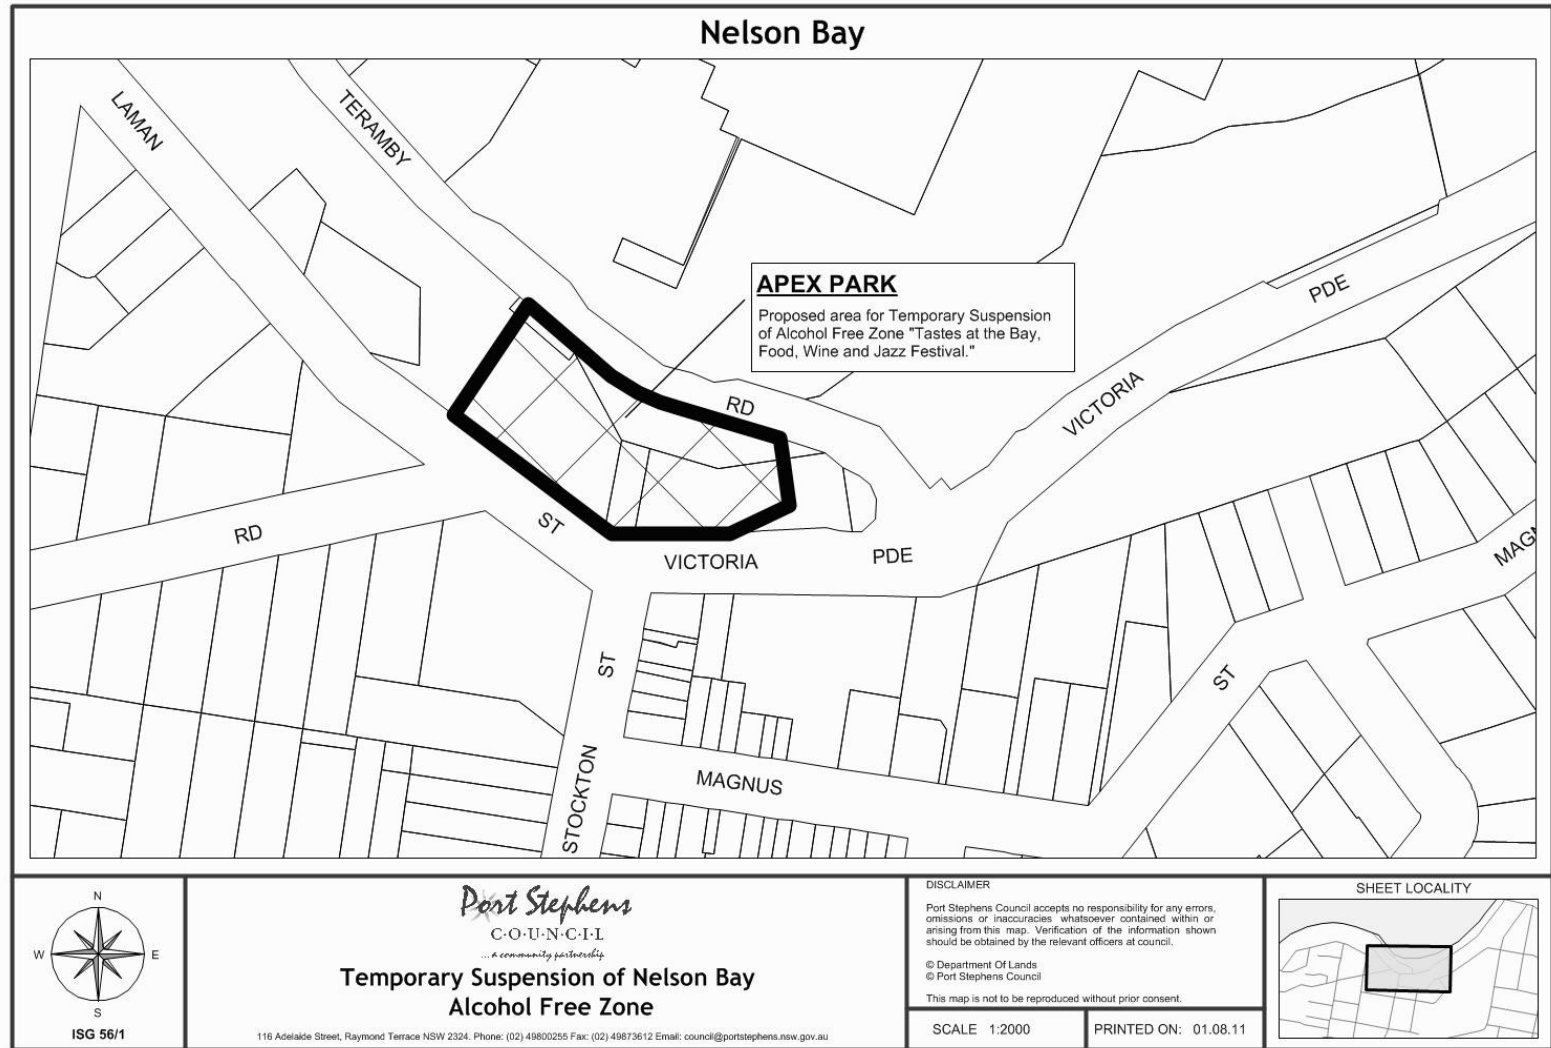 Nelson Bay
LAMAN
TERAMBY
APEX PARK
Proposed area for Temporary Suspension
of Alcohol Free Zone "Tastes at the Bay,
Food, Wine and Jazz Festival."
PDE
VICTORIA
RD
RD
ST
VICTORIA
PDE
MAGN
ST
ST
STOCKTON
MAGNUS
N
W
E
S
ISG 56/1
Port Stephens
C·O·U·N·C·I·L
... a community partnership
Temporary Suspension of Nelson Bay
Alcohol Free Zone
116 Adelaide Street, Raymond Terrace NSW 2324. Phone: (02) 49800255 Fax: (02) 49873612 Email: council@portstephens.nsw.gov.au
DISCLAIMER
Port Stephens Council accepts no responsibility for any errors,
omissions or inaccuracies whatsoever contained within or
arising from this map. Verification of the information shown
should be obtained by the relevant officers at council.
© Department Of Lands
© Port Stephens Council
This map is not to be reproduced without prior consent.
SCALE 1:2000
PRINTED ON: 01.08.11
SHEET LOCALITY